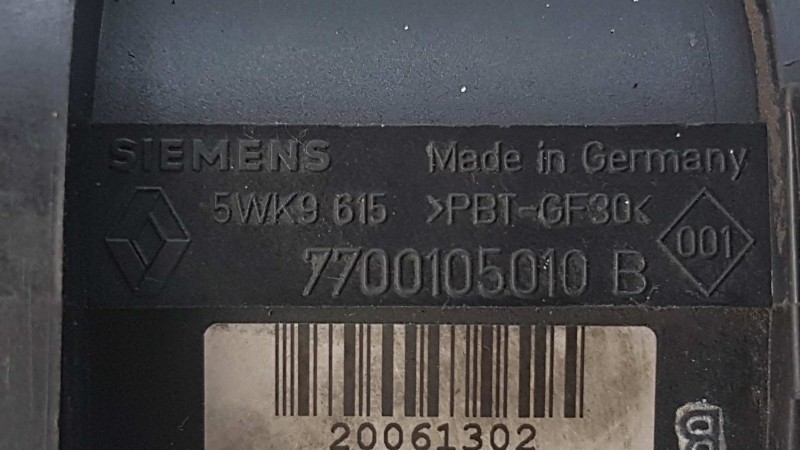 SIEMENS Made in Germany
5WK9 615 >PBT-GF30<
001
7700105010 B
20061302